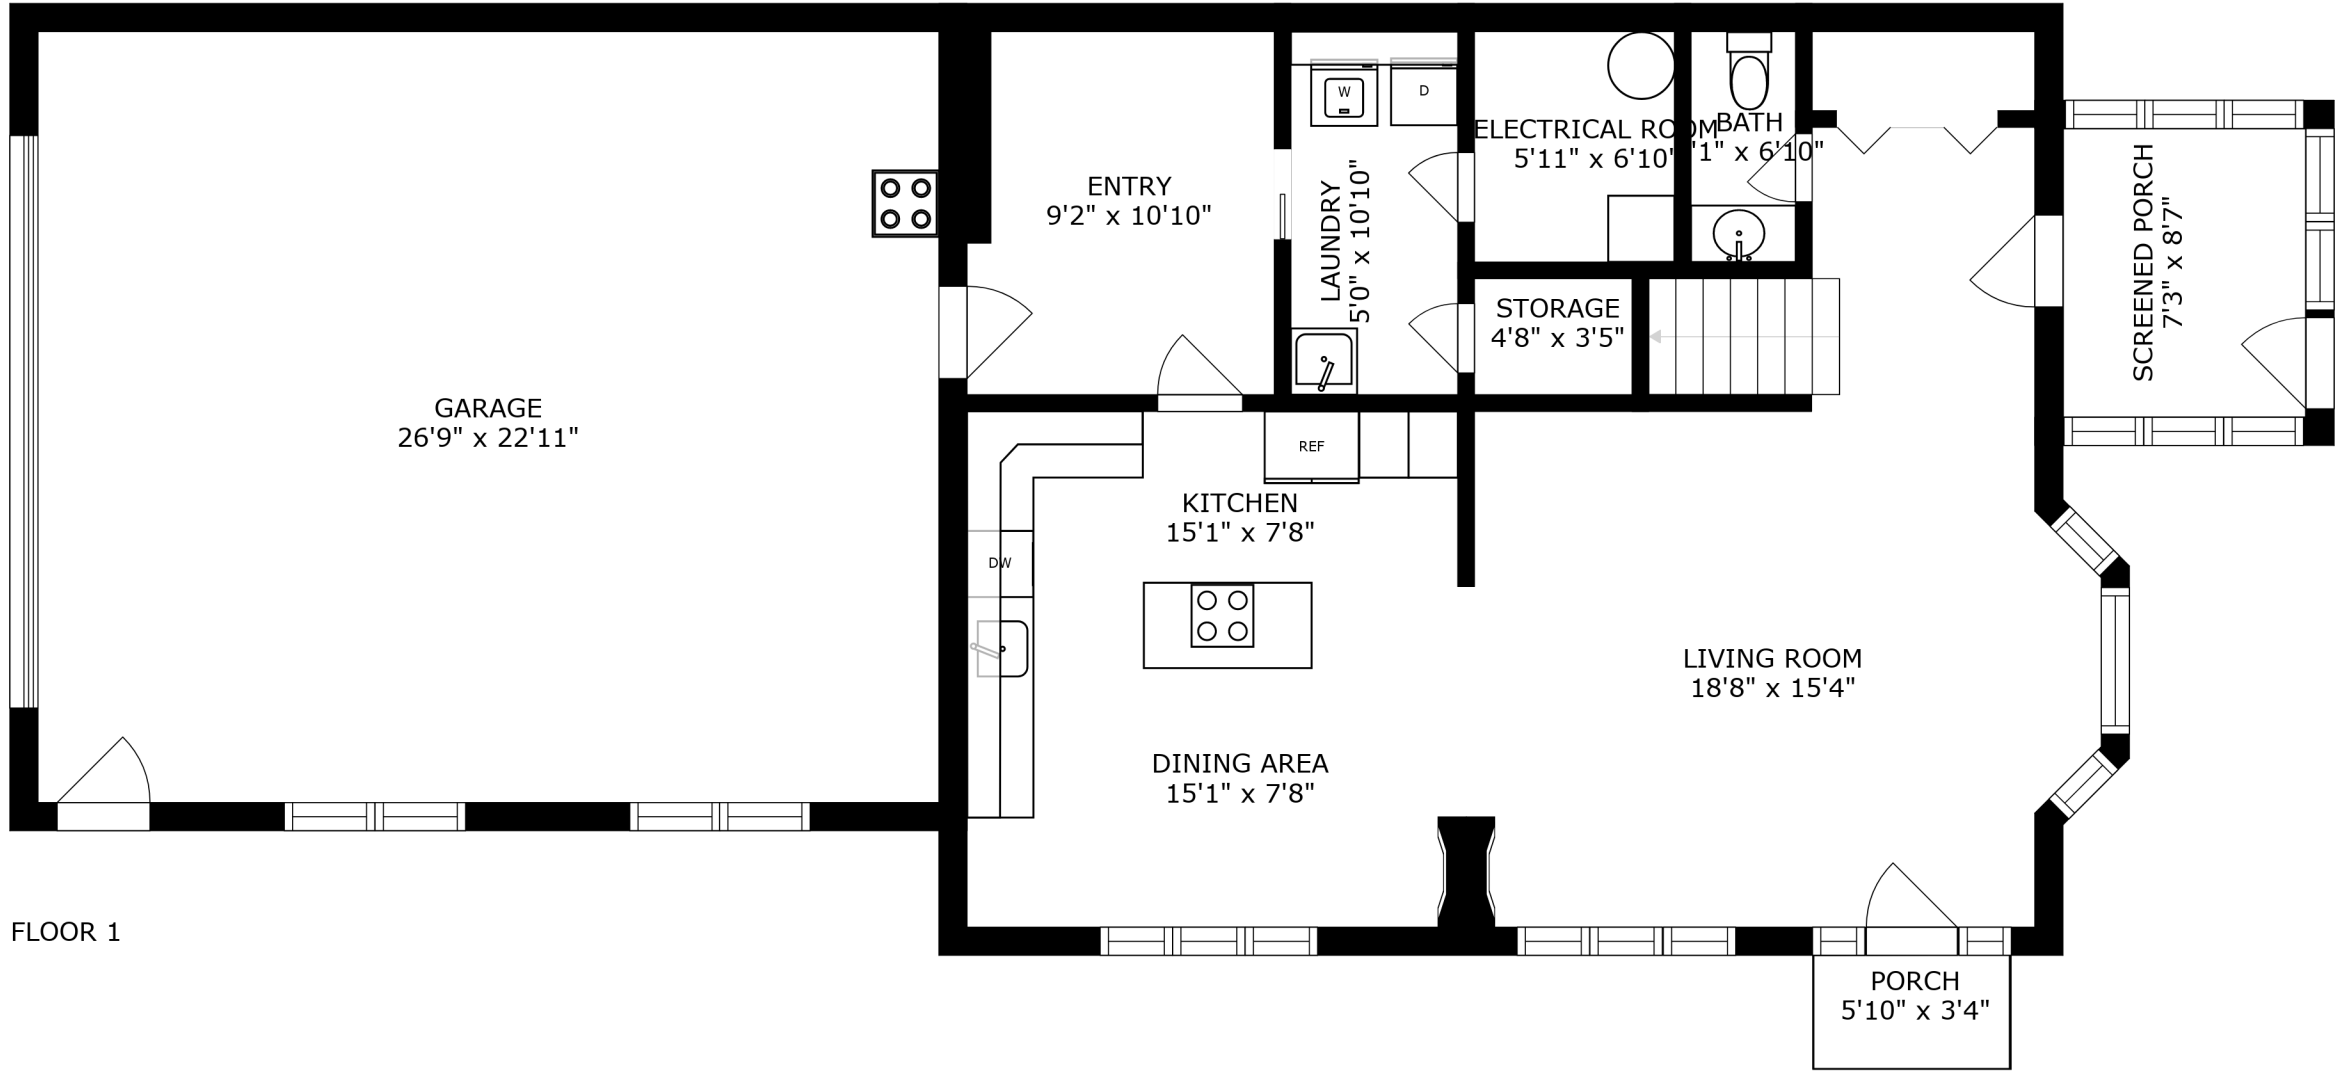 ENTRY
9'2" x 10'10"
LAUNDRY
5'0" x 10'10"
W
D
ELECTRICAL ROOM
5'11" x 6'10"
BATH
'1" x 6'10"
SCREENED PORCH
7'3" x 8'7"
STORAGE
4'8" x 3'5"
GARAGE
26'9" x 22'11"
REF
KITCHEN
15'1" x 7'8"
DW
LIVING ROOM
18'8" x 15'4"
DINING AREA
15'1" x 7'8"
FLOOR 1
PORCH
5'10" x 3'4"